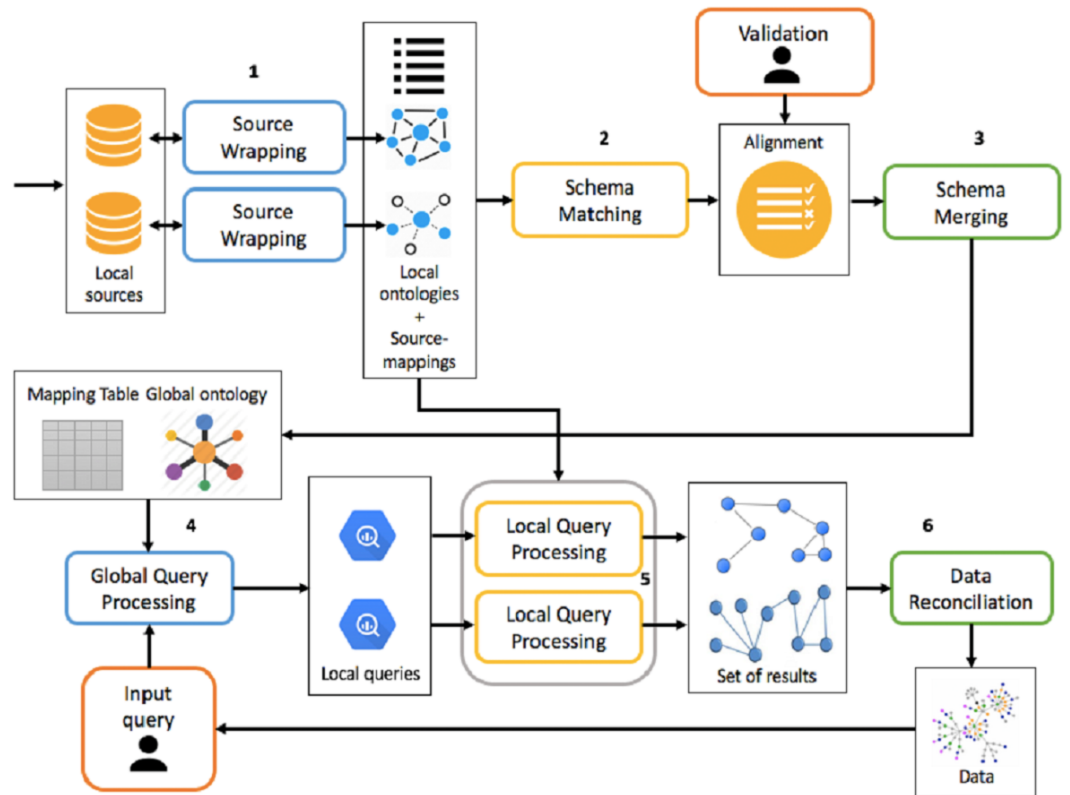 1
Source
Wrapping
Source
Wrapping
Local
sources
Local
ontologies
+
Source-
mappings
2
Schema
Matching
Validation
Alignment
3
Schema
Merging
Mapping Table Global ontology
4
Global Query
Processing
Input
query
Local queries
Local Query
Processing
5
Local Query
Processing
Set of results
6
Data
Reconciliation
Data